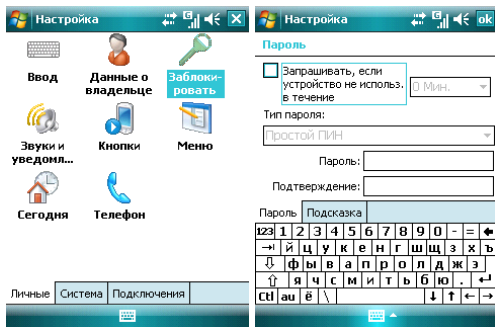 Настройка
Ввод
Данные о
владельце
Заблоки-
ровать
Звуки и
уведомл...
Кнопки
Меню
Сегодня
Телефон
Личные Система Подключения
Настройка ok
Пароль
Запрашивать, если
устройство не использ.
в течение
0 Мин.
Тип пароля:
Простой ПИН
Пароль:
Подтверждение:
Пароль Подсказка
123 1 2 3 4 5 6 7 8 9 0 - =
й ц у к е н г ш щ з х ъ
ф ы в а п р о л д ж э
я ч с м и т ь б ю .
Ctl au ё \